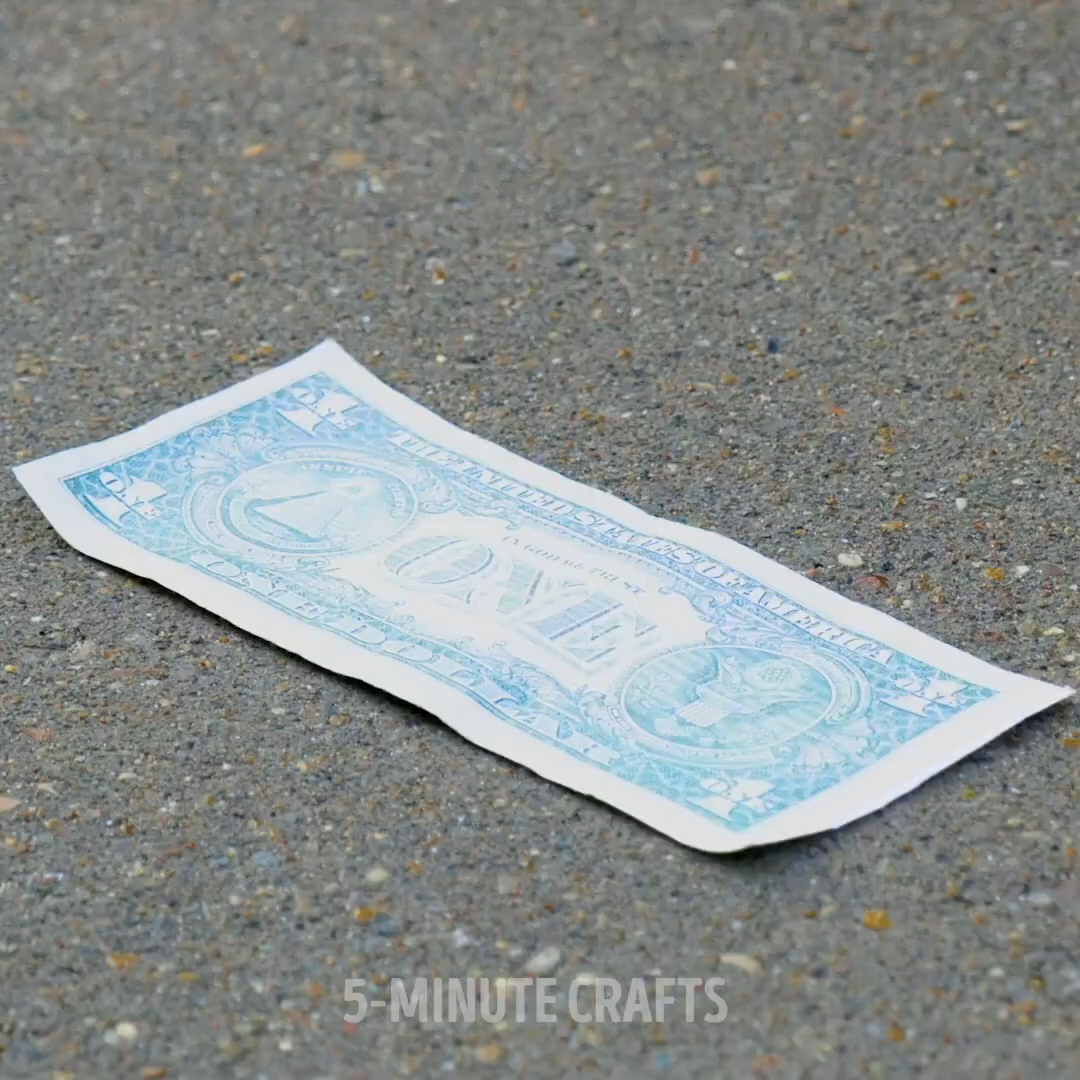 ONE
ONE
ANNUIT
THE UNITED STATES OF AMERICA
IN GOD WE TRUST
ONE
ONE DOLLAR
ONE
ONE
5-MINUTE CRAFTS